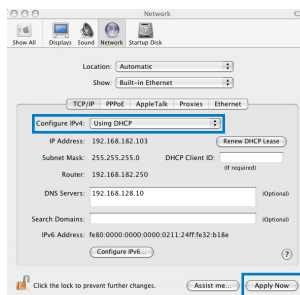 Network
Show All Displays Sound Network Startup Disk
Location: Automatic
Show: Built-in Ethernet
TCP/IP PPPoE AppleTalk Proxies Ethernet
Configure IPv4: Using DHCP
IP Address: 192.168.182.103 Renew DHCP Lease
Subnet Mask: 255.255.255.0 DHCP Client ID:
(If required)
Router: 192.168.182.250
DNS Servers: 192.168.128.10 (Optional)
Search Domains: (Optional)
IPv6 Address: fe80:0000:0000:0000:0211:24ff:fe32:b18e
Configure IPv6... ?
Click the lock to prevent further changes. Assist me... Apply Now